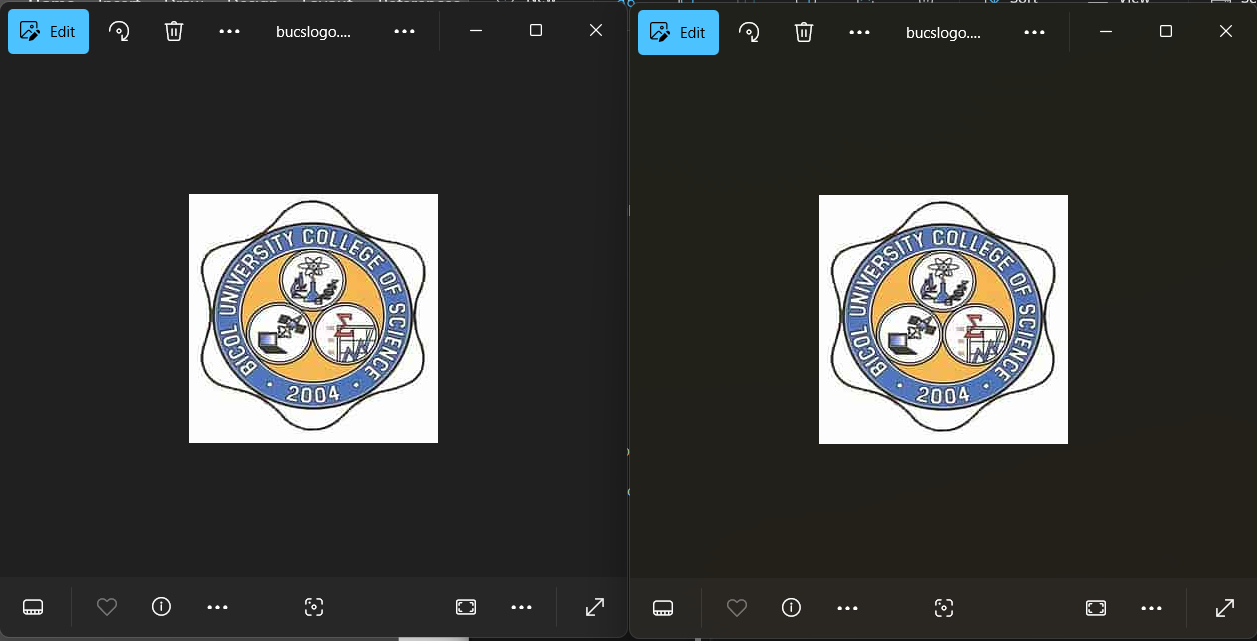 Edit
bucslogo....
BICOL UNIVERSITY COLLEGE OF SCIENCE
2004
Edit
bucslogo....
BICOL UNIVERSITY COLLEGE OF SCIENCE
2004